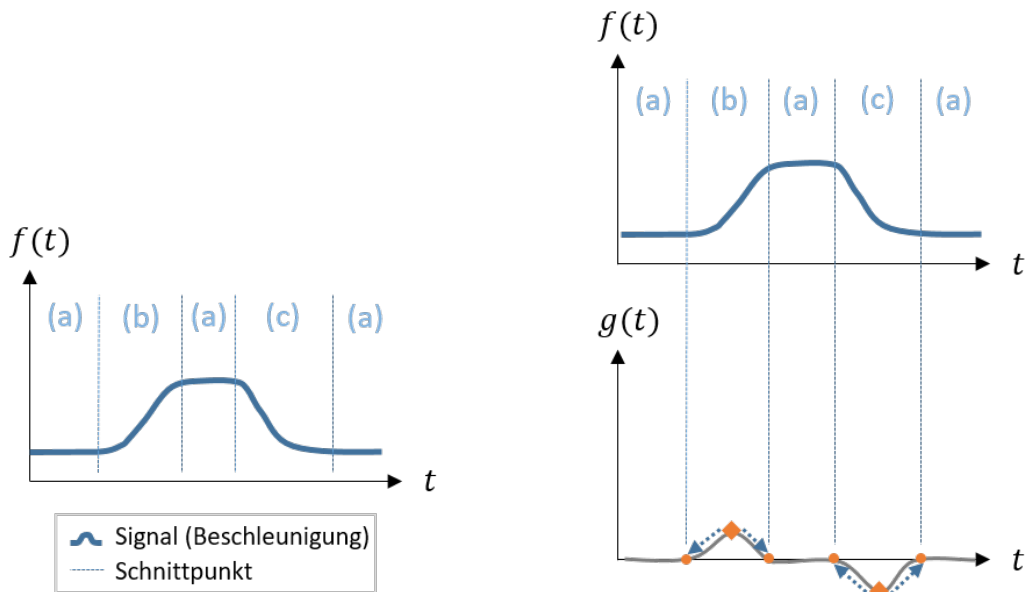 f(t)
(a) (b) (a) (c) (a)
t
Signal (Beschleunigung)
Schnittpunkt
f(t)
(a) (b) (a) (c) (a)
t
g(t)
t